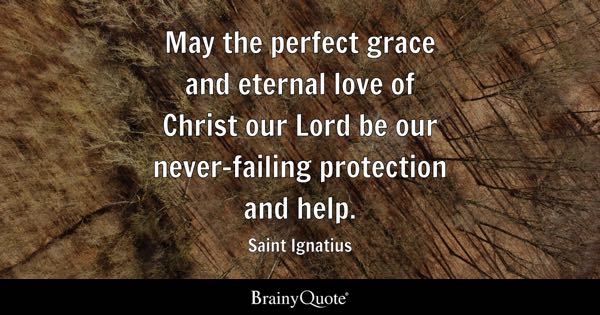 May the perfect grace
and eternal love of
Christ our Lord be our
never-failing protection
and help.
Saint Ignatius
BrainyQuote®